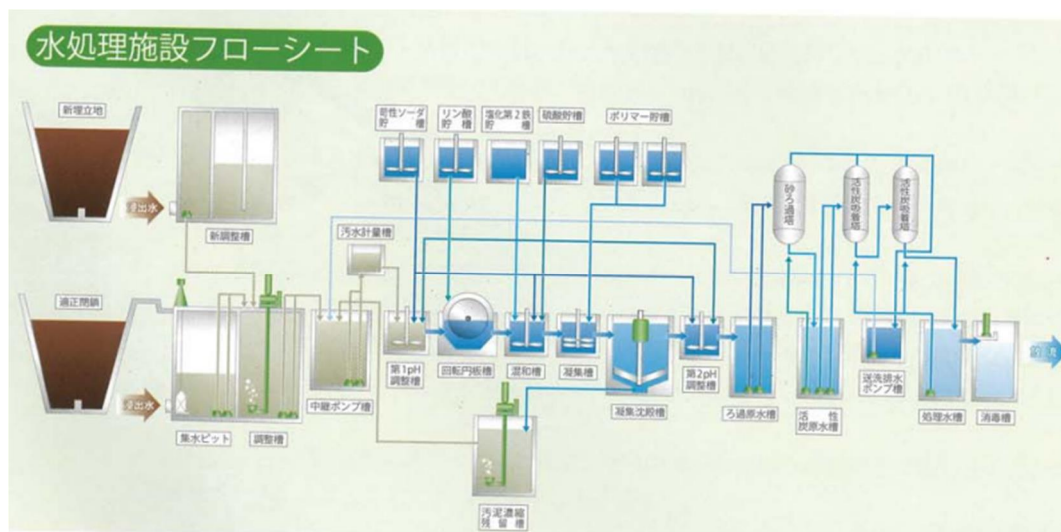 水処理施設フローシート
新埋立地
浸出水
新調整槽
苛性ソーダ
貯槽
リン酸
貯槽
塩化第2鉄
貯槽
硫酸貯槽
ポリマー貯槽
汚水計量槽
砂ろ過塔
活性炭吸着塔
活性炭吸着塔
適正閉鎖
浸出水
集水ピット
調整槽
中継ポンプ槽
第1pH
調整槽
回転円板槽
混和槽
凝集槽
凝集沈殿槽
第2pH
調整槽
ろ過原水槽
活性
炭原水槽
送洗排水
ポンプ槽
処理水槽
消毒槽
汚泥濃縮
残留槽